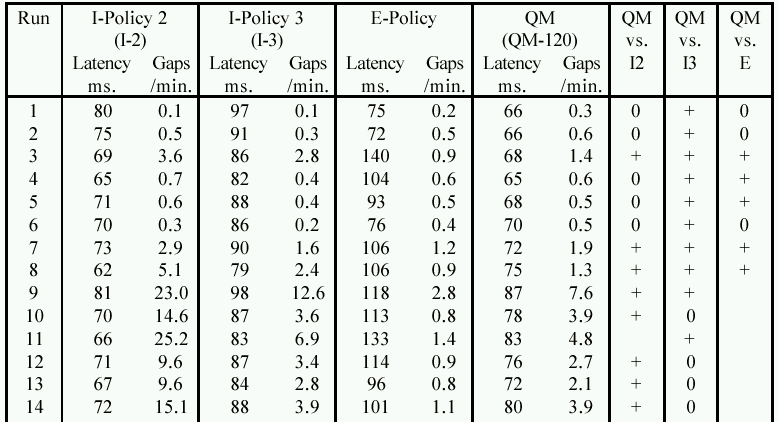 Run I-Policy 2 I-Policy 3 E-Policy QM QM QM QM
(I-2) (I-3) (QM-120) vs. vs. vs.
Latency Gaps Latency Gaps Latency Gaps Latency Gaps I2 I3 E
ms. /min. ms. /min. ms. /min. ms. /min.
1 80 0.1 97 0.1 75 0.2 66 0.3 0 + 0
2 75 0.5 91 0.3 72 0.5 66 0.6 0 + 0
3 69 3.6 86 2.8 140 0.9 68 1.4 + + +
4 65 0.7 82 0.4 104 0.6 65 0.6 0 + +
5 71 0.6 88 0.4 93 0.5 68 0.5 0 + +
6 70 0.3 86 0.2 76 0.4 70 0.5 0 + 0
7 73 2.9 90 1.6 106 1.2 72 1.9 + + +
8 62 5.1 79 2.4 106 0.9 75 1.3 + + +
9 81 23.0 98 12.6 118 2.8 87 7.6 + +
10 70 14.6 87 3.6 113 0.8 78 3.9 + 0
11 66 25.2 83 6.9 133 1.4 83 4.8 +
12 71 9.6 87 3.4 114 0.9 76 2.7 + 0
13 67 9.6 84 2.8 96 0.8 72 2.1 + 0
14 72 15.1 88 3.9 101 1.1 80 3.9 + 0